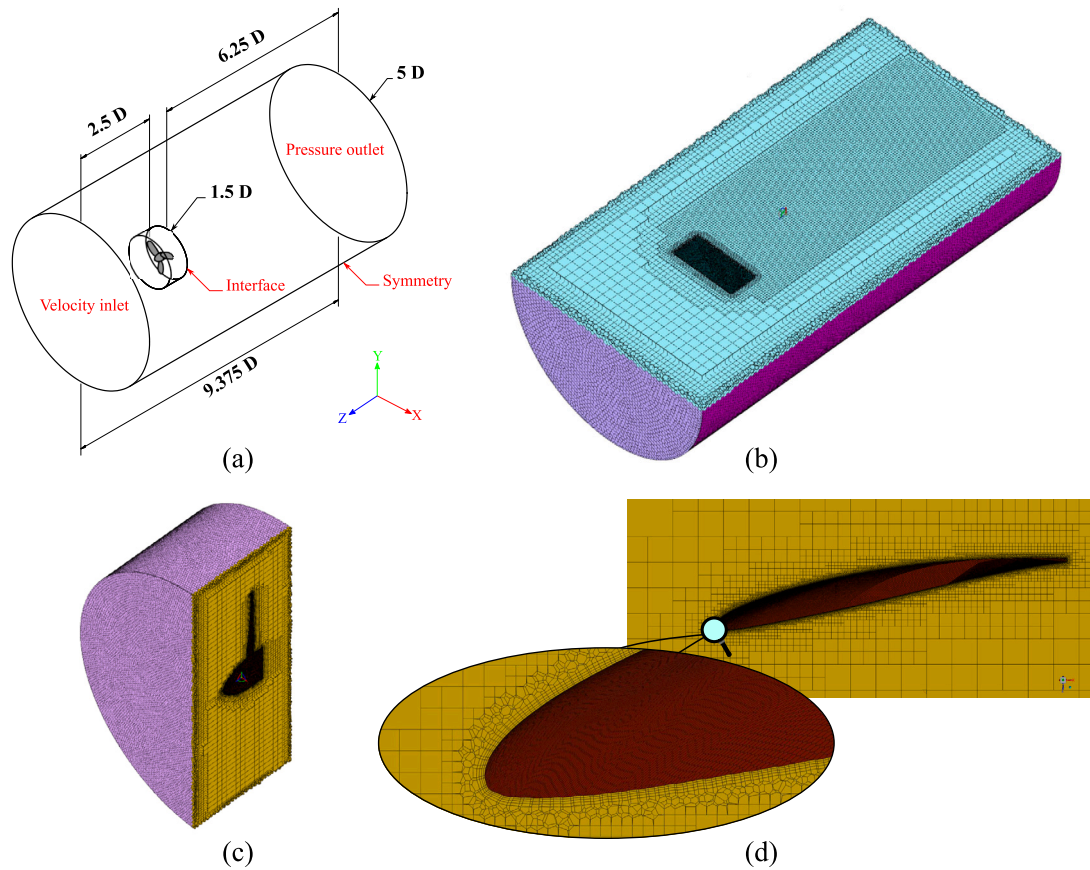 6.25 D
5 D
2.5 D
Pressure outlet
1.5 D
Velocity inlet
Interface
Symmetry
9.375 D
Y
Z
X
(a)
(b)
(c)
(d)